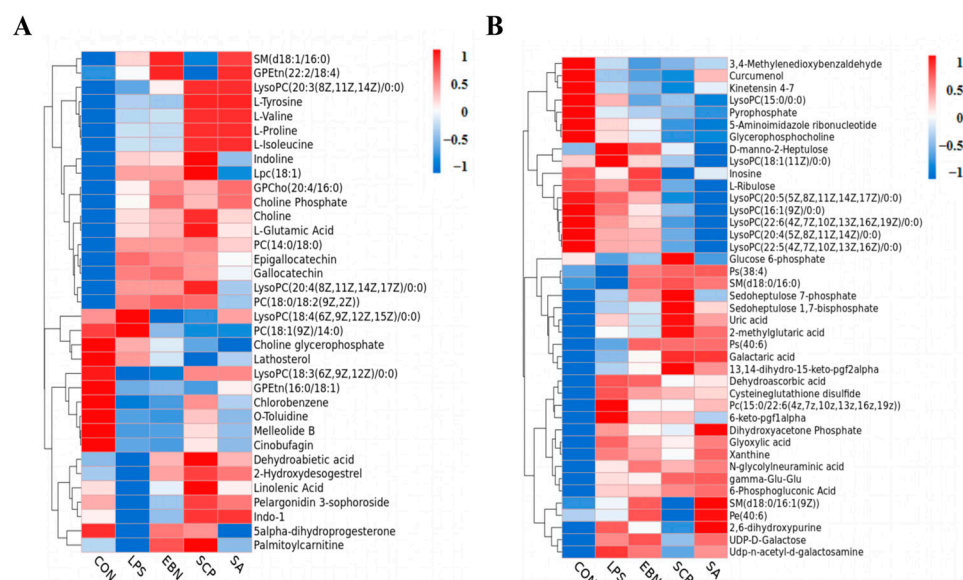 A
SM(d18:1/16:0)
GPEtn(22:2/18:4)
LysoPC(20:3(8Z,11Z,14Z)/0:0)
L-Tyrosine
L-Valine
L-Proline
L-Isoleucine
Indoline
Lpc(18:1)
GPCho(20:4/16:0)
Choline Phosphate
Choline
L-Glutamic Acid
PC(14:0/18:0)
Epigallocatechin
Gallocatechin
LysoPC(20:4(8Z,11Z,14Z,17Z)/0:0)
PC(18:0/18:2(9Z,2Z))
LysoPC(18:4(6Z,9Z,12Z,15Z)/0:0)
PC(18:1(9Z)/14:0)
Choline glycerophosphate
Lathosterol
LysoPC(18:3(6Z,9Z,12Z)/0:0)
GPEtn(16:0/18:1)
Chlorobenzene
O-Toluidine
Melleolide B
Cinobufagin
Dehydroabietic acid
2-Hydroxydesogestrel
Linolenic Acid
Pelargonidin 3-sophoroside
Indo-1
5alpha-dihydroprogesterone
Palmitoylcarnitine
CON LPS EBN SCP SA
1
0.5
0
−0.5
−1
B
3,4-Methylenedioxybenzaldehyde
Curcumenol
Kinetensin 4-7
LysoPC(15:0/0:0)
Pyrophosphate
5-Aminoimidazole ribonucleotide
Glycerophosphocholine
D-manno-2-Heptulose
LysoPC(18:1(11Z)/0:0)
Inosine
L-Ribulose
LysoPC(20:5(5Z,8Z,11Z,14Z,17Z)/0:0)
LysoPC(16:1(9Z)/0:0)
LysoPC(22:6(4Z,7Z,10Z,13Z,16Z,19Z)/0:0)
LysoPC(20:4(5Z,8Z,11Z,14Z)/0:0)
LysoPC(22:5(4Z,7Z,10Z,13Z,16Z)/0:0)
Glucose 6-phosphate
Ps(38:4)
SM(d18:0/16:0)
Sedoheptulose 7-phosphate
Sedoheptulose 1,7-bisphosphate
Uric acid
2-methylglutaric acid
Ps(40:6)
Galactaric acid
13,14-dihydro-15-keto-pgf2alpha
Dehydroascorbic acid
Cysteineglutathione disulfide
Pc(15:0/22:6(4z,7z,10z,13z,16z,19z))
6-keto-pgf1alpha
Dihydroxyacetone Phosphate
Glyoxylic acid
Xanthine
N-glycolylneuraminic acid
gamma-Glu-Glu
6-Phosphogluconic Acid
SM(d18:0/16:1(9Z))
Pe(40:6)
2,6-dihydroxypurine
UDP-D-Galactose
Udp-n-acetyl-d-galactosamine
CON LPS EBN SCP SA
1
0.5
0
−0.5
−1